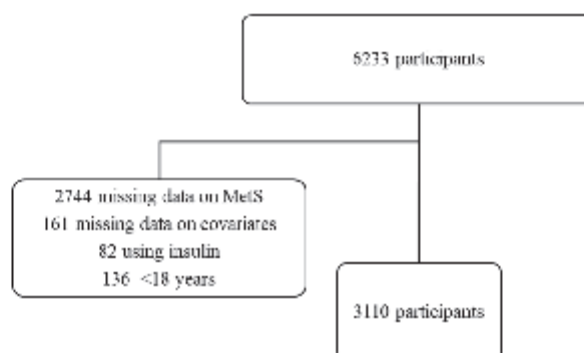 6233 participants
2744 missing data on MetS
161 missing data on covariates
82 using insulin
136 <18 years
3110 participants